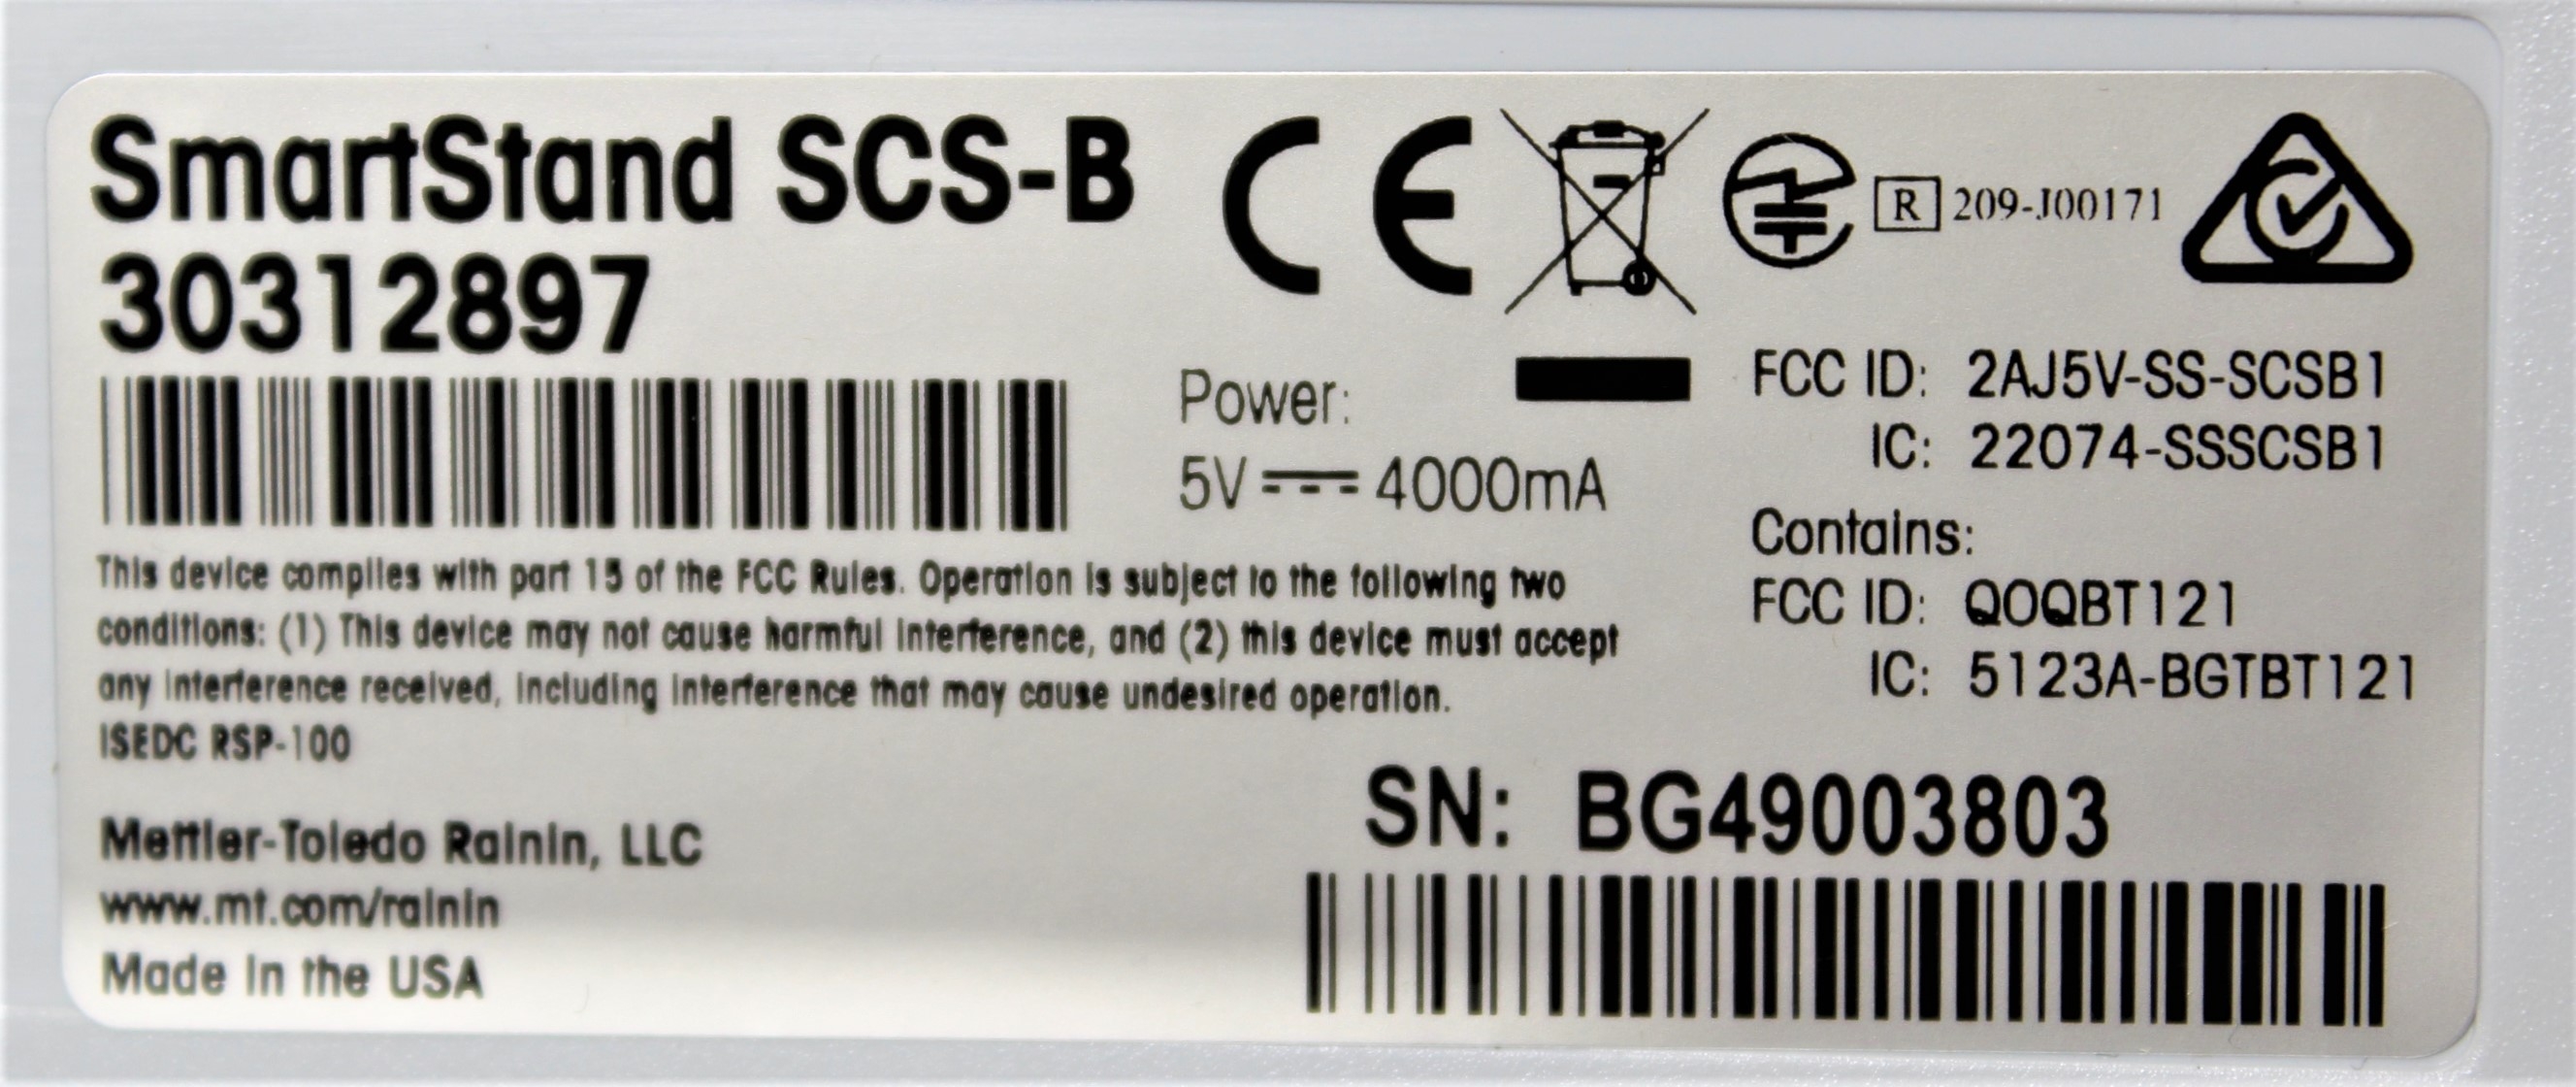 SmartStand SCS-B
30312897
CE
R 209-J00171
Power:
5V 4000mA
FCC ID: 2AJ5V-SS-SCSB1
IC: 22074-SSSCSB1
Contains:
FCC ID: QOQBT121
IC: 5123A-BGTBT121
This device complies with part 15 of the FCC Rules. Operation is subject to the following two
conditions: (1) This device may not cause harmful interference, and (2) this device must accept
any interference received, including interference that may cause undesired operation.
ISEDC RSP-100
Mettler-Toledo Rainin, LLC
www.mt.com/rainin
Made in the USA
SN: BG49003803